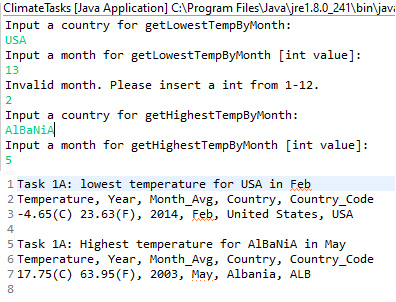 ClimateTasks [Java Application] C:\Program Files\Java\jre1.8.0_241\bin\java
Input a country for getLowestTempByMonth:
USA
Input a month for getLowestTempByMonth [int value]:
13
Invalid month. Please insert a int from 1-12.
2
Input a country for getHighestTempByMonth:
AlBaNiA
Input a month for getHighestTempByMonth [int value]:
5
1 Task 1A: lowest temperature for USA in Feb
2 Temperature, Year, Month_Avg, Country, Country_Code
3 -4.65(C) 23.63(F), 2014, Feb, United States, USA
4
5 Task 1A: Highest temperature for AlBaNiA in May
6 Temperature, Year, Month_Avg, Country, Country_Code
7 17.75(C) 63.95(F), 2003, May, Albania, ALB
8